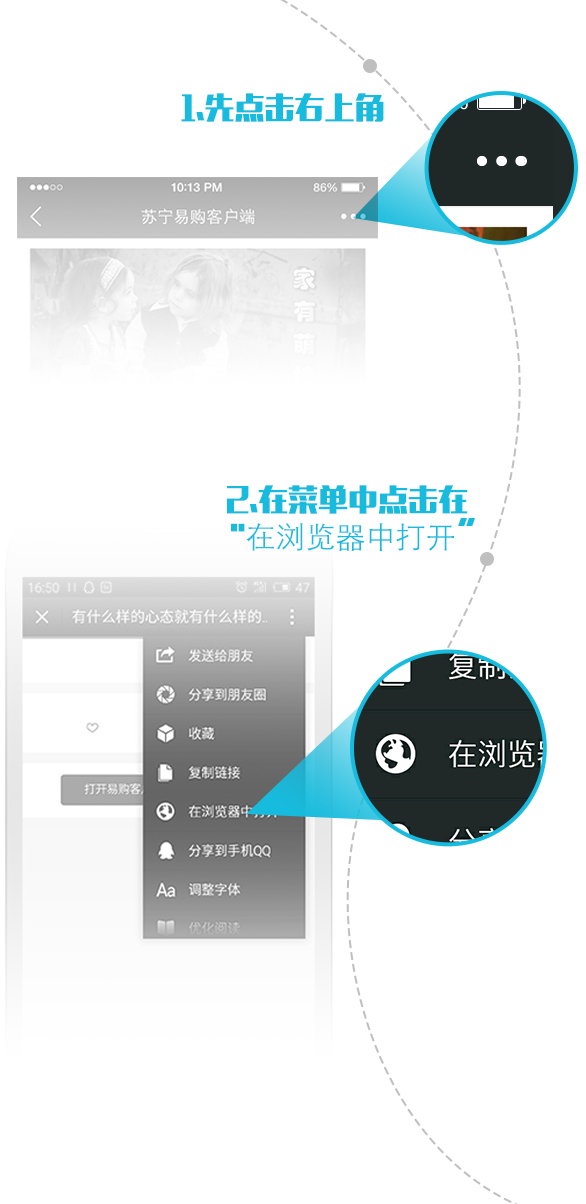 1.先点击右上角
10:13 PM
86%
苏宁易购客户端
家有萌
2.在菜单中点击在
"在浏览器中打开"
16:50
47
有什么样的心态就有什么样的..
发送给朋友
分享到朋友圈
收藏
复制
复制链接
在浏览器
打开易购客
在浏览器中打开
分享到手机QQ
Aa 调整字体
优化阅读